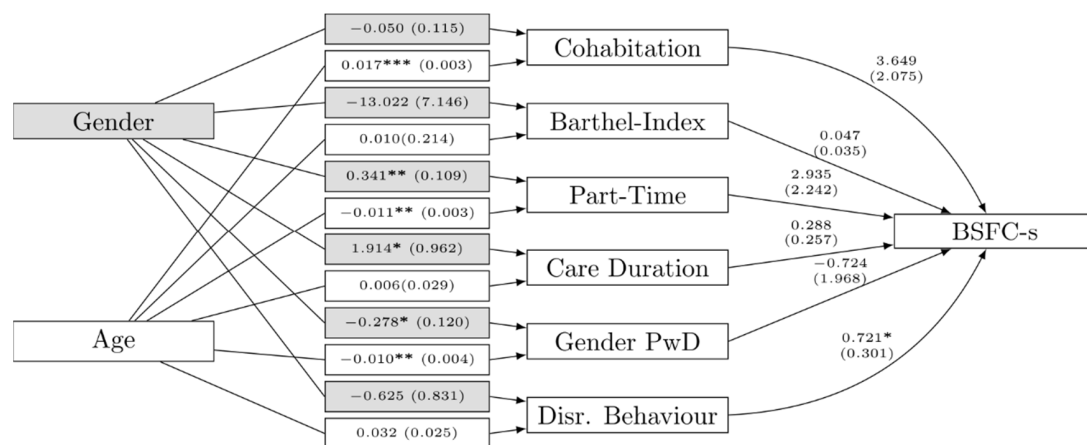 −0.050 (0.115)
Cohabitation
0.017*** (0.003)
3.649
(2.075)
Gender
−13.022 (7.146)
Barthel-Index
0.010(0.214)
0.047
(0.035)
0.341** (0.109)
Part-Time
−0.011** (0.003)
2.935
(2.242)
BSFC-s
1.914* (0.962)
Care Duration
0.006(0.029)
0.288
(0.257)
Age
−0.278* (0.120)
Gender PwD
−0.010** (0.004)
−0.724
(1.968)
−0.625 (0.831)
Disr. Behaviour
0.032 (0.025)
0.721*
(0.301)